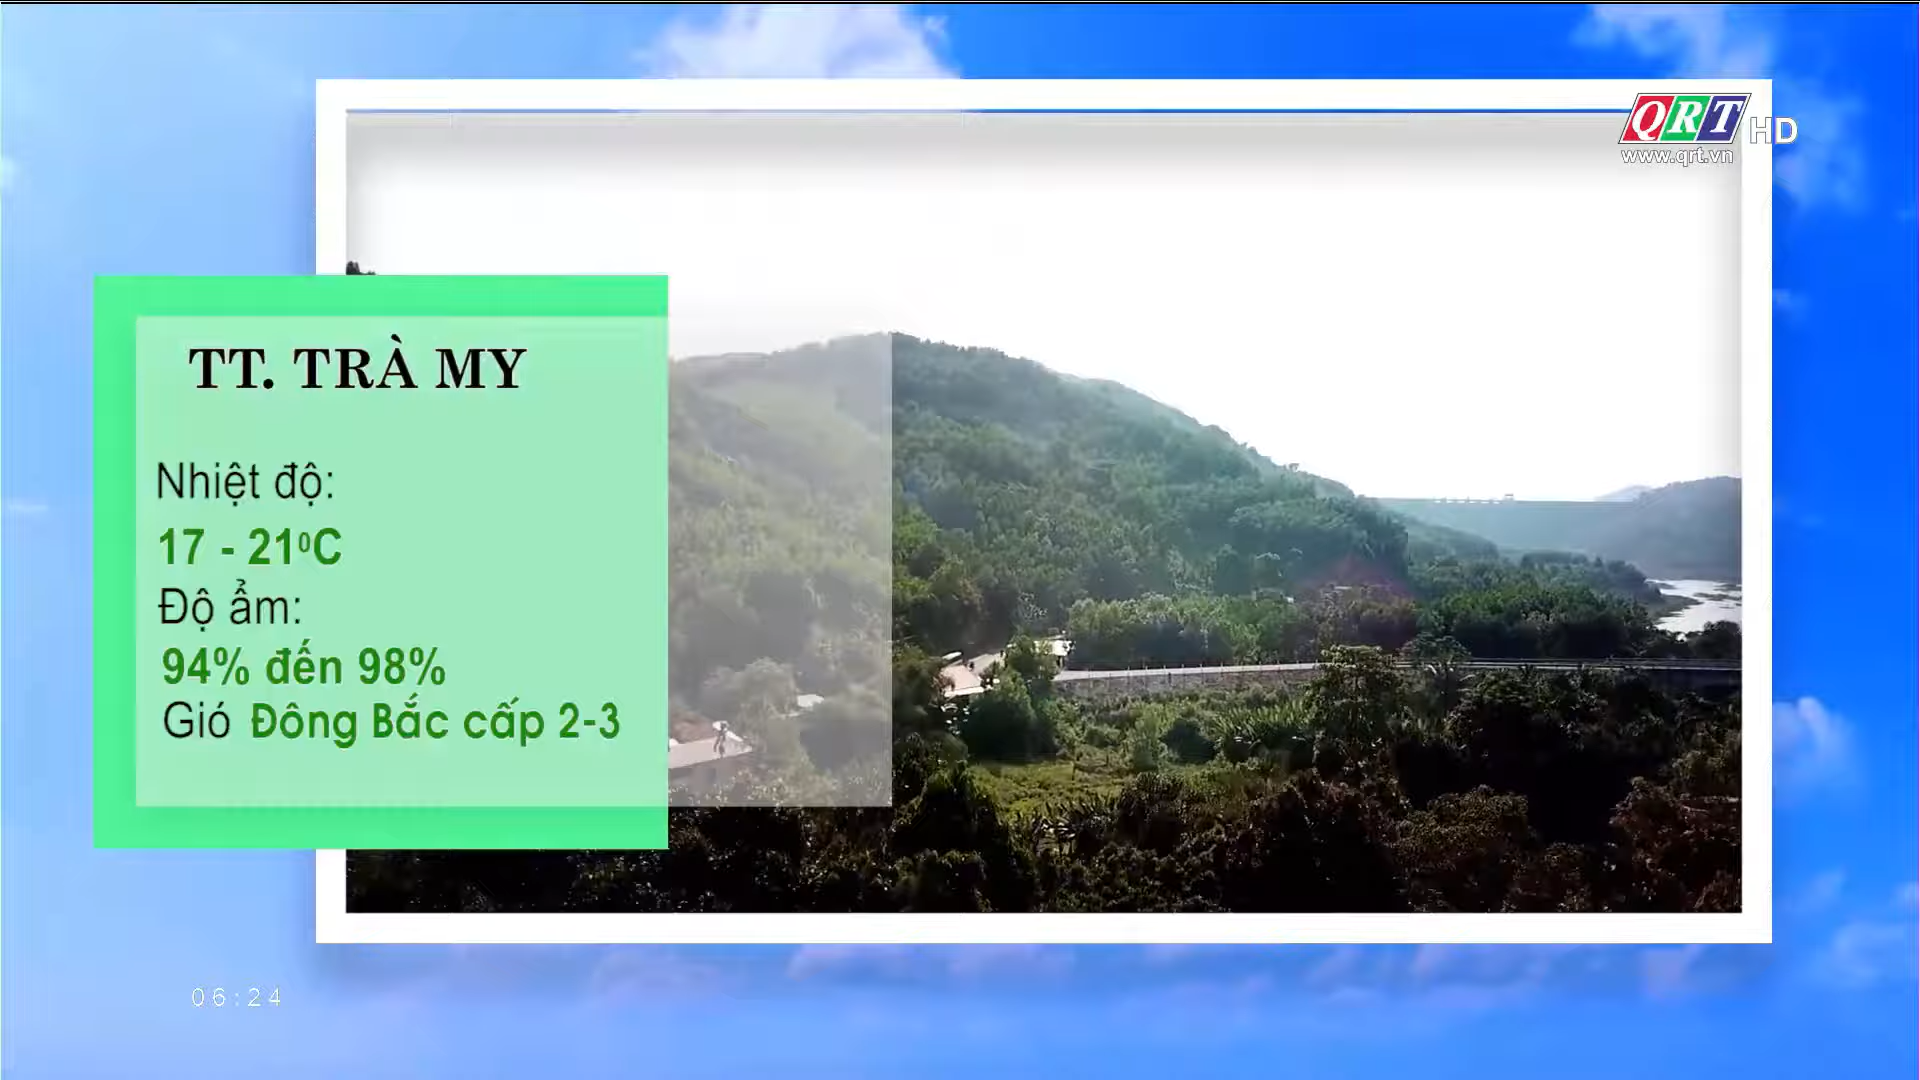 QRT HD
www.qrt.vn
TT. TRÀ MY
Nhiệt độ:
17 - 21⁰C
Độ ẩm:
94% đến 98%
Gió Đông Bắc cấp 2-3
06:24